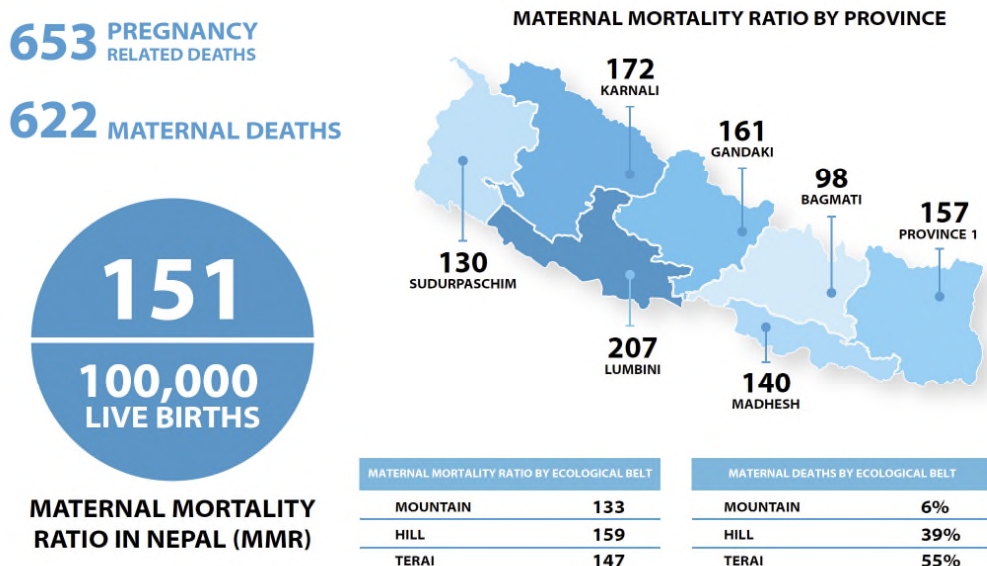 653 PREGNANCY
RELATED DEATHS
622 MATERNAL DEATHS
151
100,000
LIVE BIRTHS
MATERNAL MORTALITY
RATIO IN NEPAL (MMR)
MATERNAL MORTALITY RATIO BY PROVINCE
172
KARNALI
161
GANDAKI
98
BAGMATI
157
PROVINCE 1
130
SUDURPASCHIM
207
LUMBINI
140
MADHESH
MATERNAL MORTALITY RATIO BY ECOLOGICAL BELT
MOUNTAIN 133
HILL 159
TERAI 147
MATERNAL DEATHS BY ECOLOGICAL BELT
MOUNTAIN 6%
HILL 39%
TERAI 55%